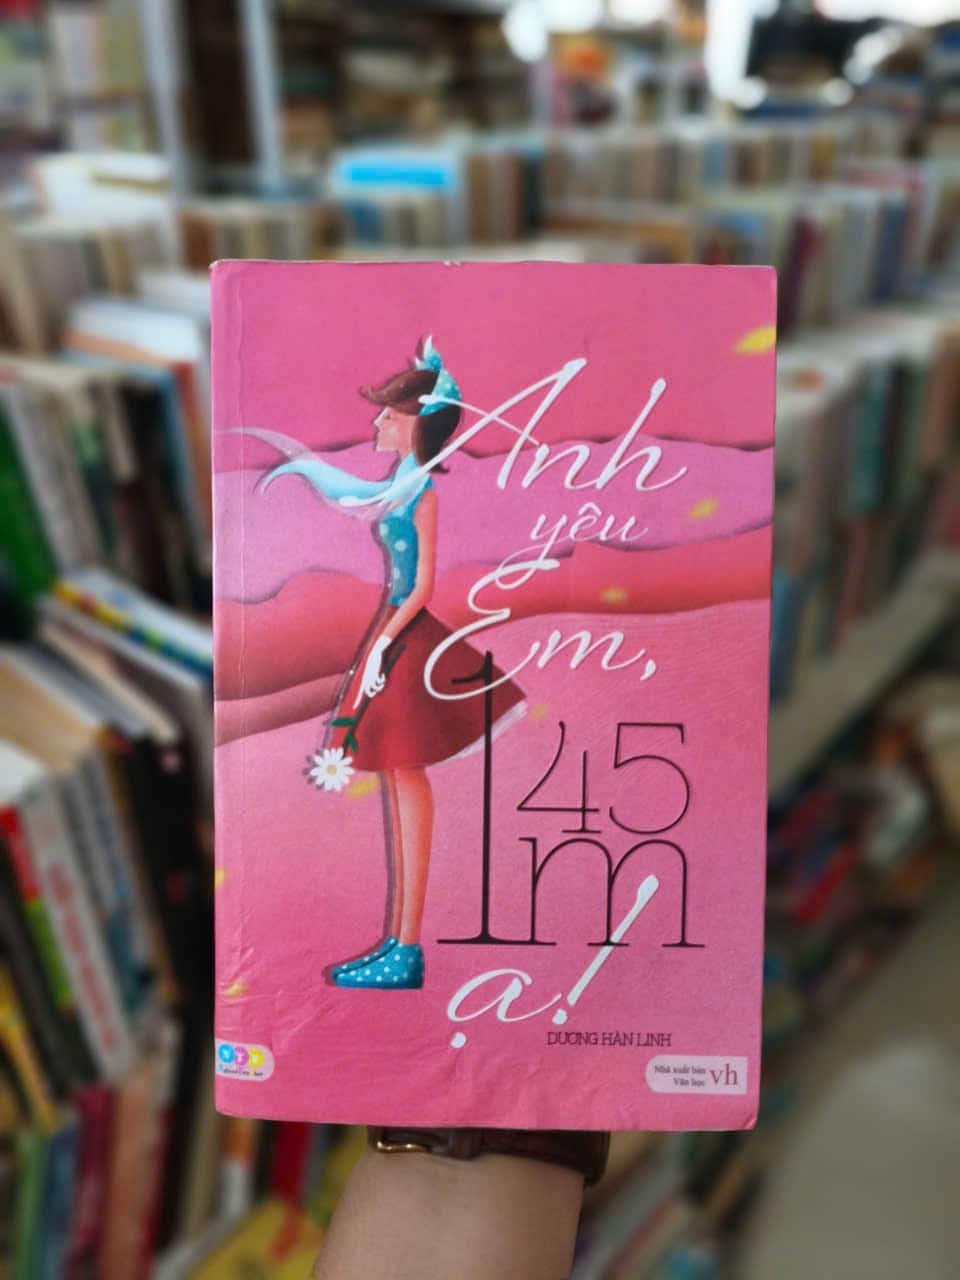 Anh
yêu
Em,
1m45
ạ!
DƯƠNG HÀN LINH
Nhà xuất bản
Văn học
vh